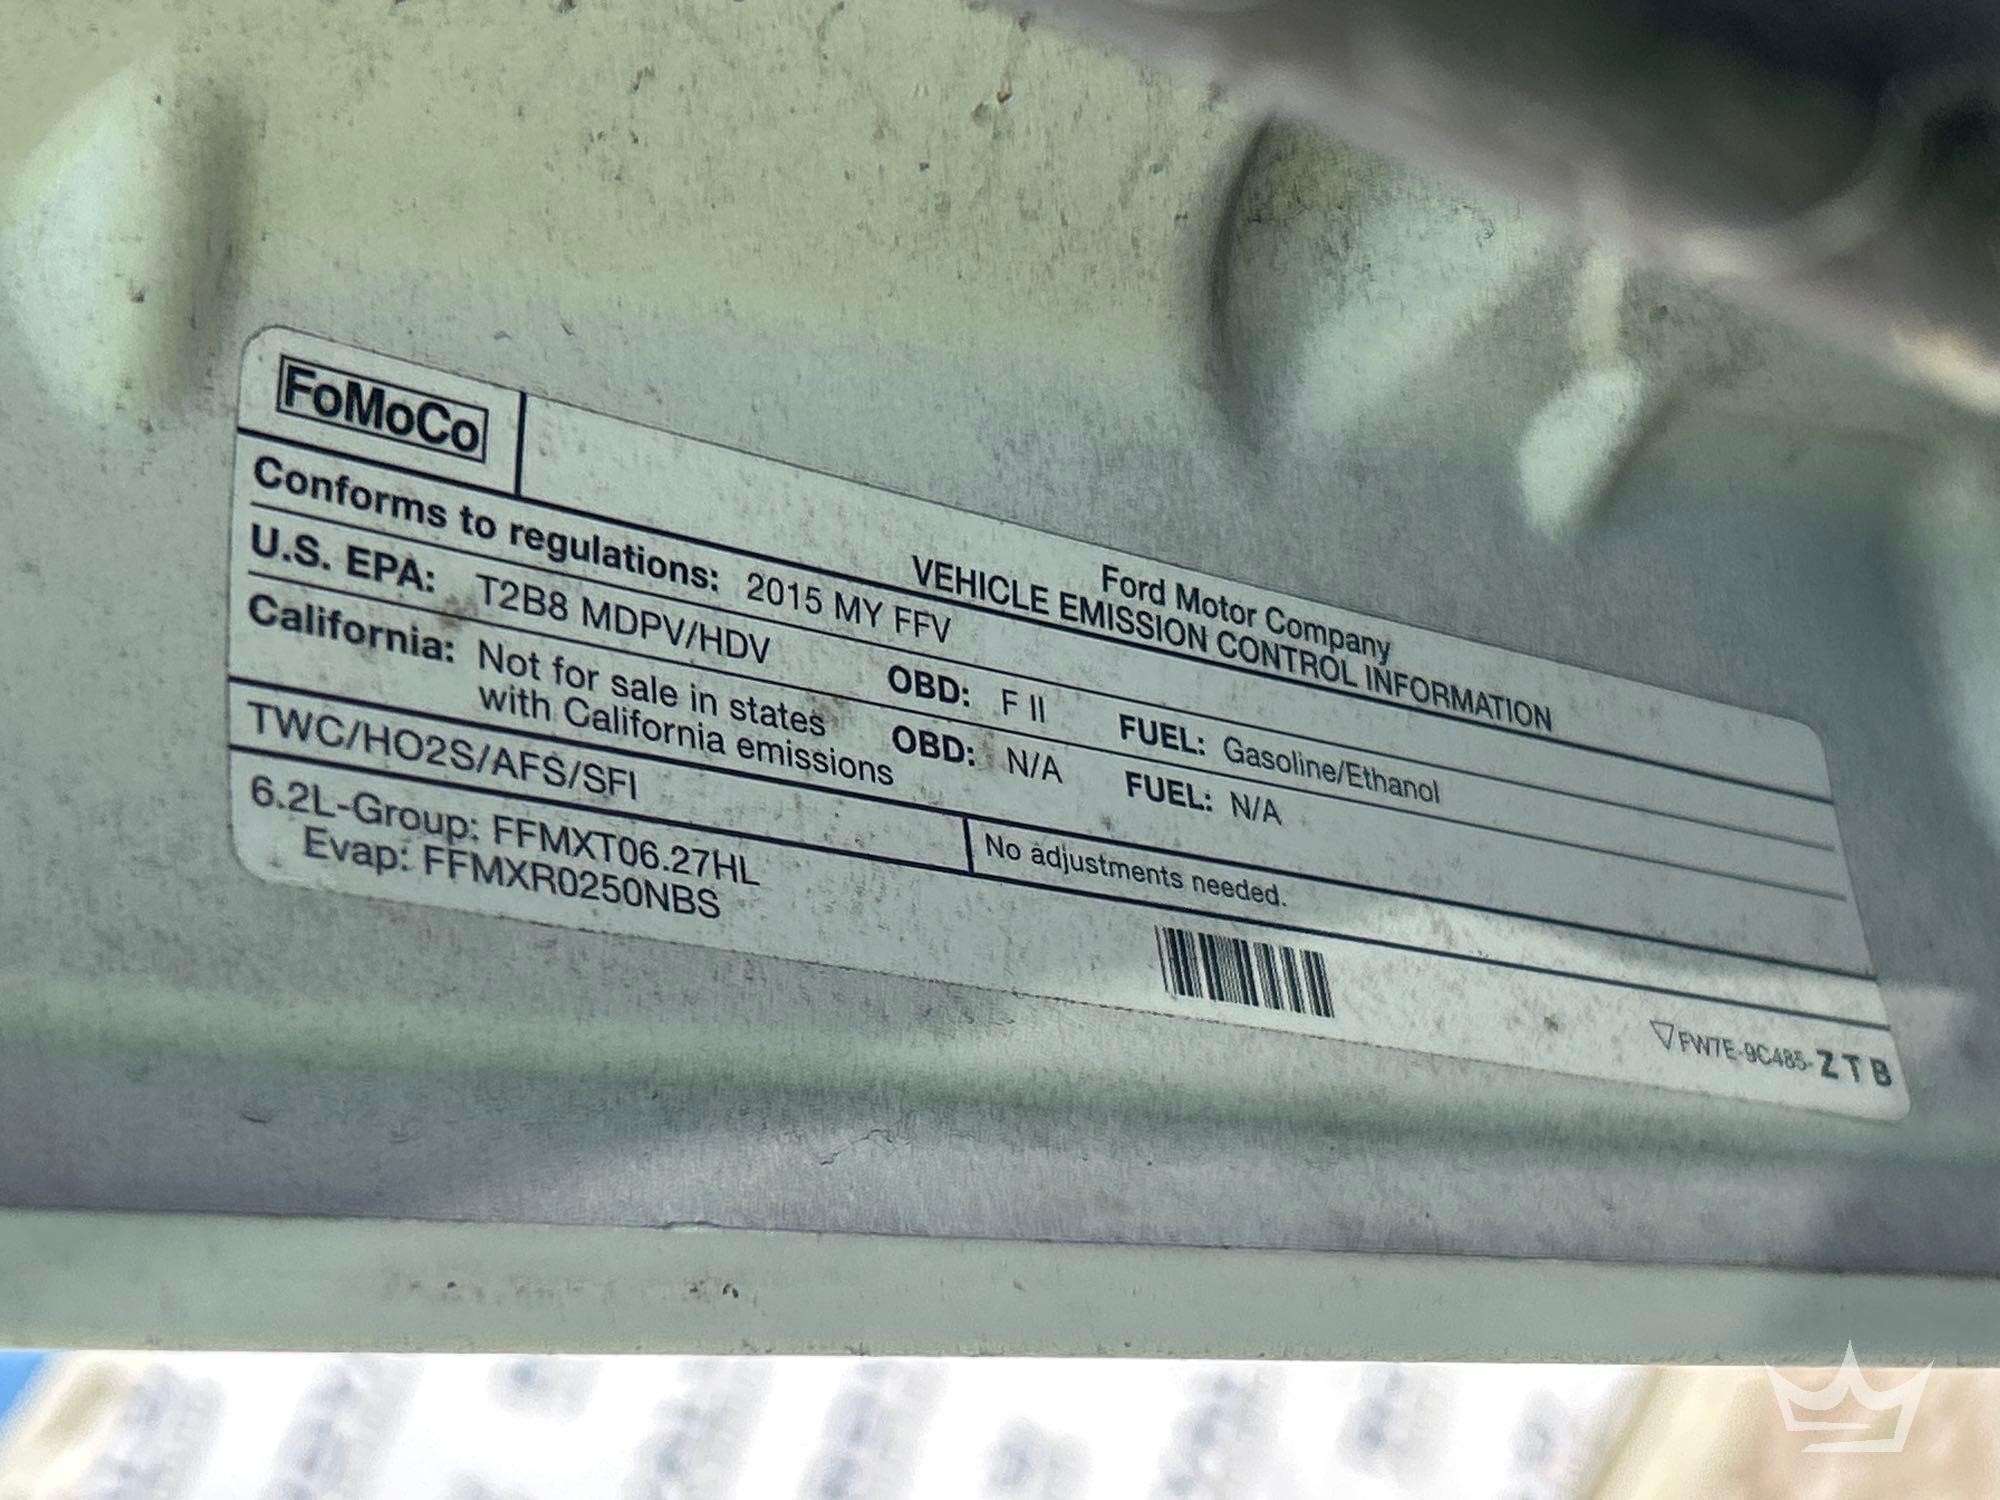 FoMoCo
Ford Motor Company
VEHICLE EMISSION CONTROL INFORMATION
Conforms to regulations: 2015 MY FFV
U.S. EPA: T2B8 MDPV/HDV OBD: F II FUEL: Gasoline/Ethanol
California: Not for sale in states with California emissions OBD: N/A FUEL: N/A
TWC/HO2S/AFS/SFI
No adjustments needed.
6.2L-Group: FFMXT06.27HL
Evap: FFMXR0250NBS
FW7E-9C485-ZTB